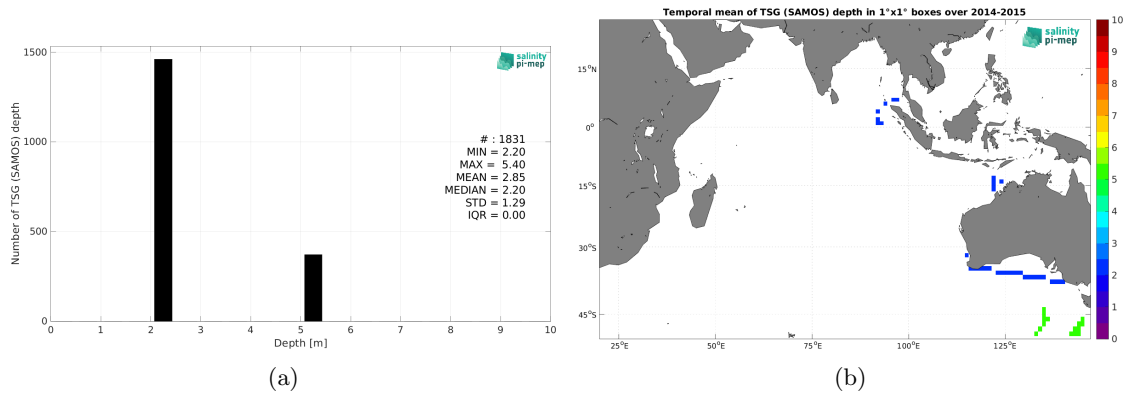 1500
1000
500
0
Number of TSG (SAMOS) depth
salinity
pi-mep
# : 1831
MIN = 2.20
MAX = 5.40
MEAN = 2.85
MEDIAN = 2.20
STD = 1.29
IQR = 0.00
0 1 2 3 4 5 6 7 8 9 10
Depth [m]
(a)
Temporal mean of TSG (SAMOS) depth in 1°x1° boxes over 2014-2015
salinity
pi-mep
15°N
0°
15°S
30°S
45°S
25°E 50°E 75°E 100°E 125°E
10
9
8
7
6
5
4
3
2
1
0
(b)